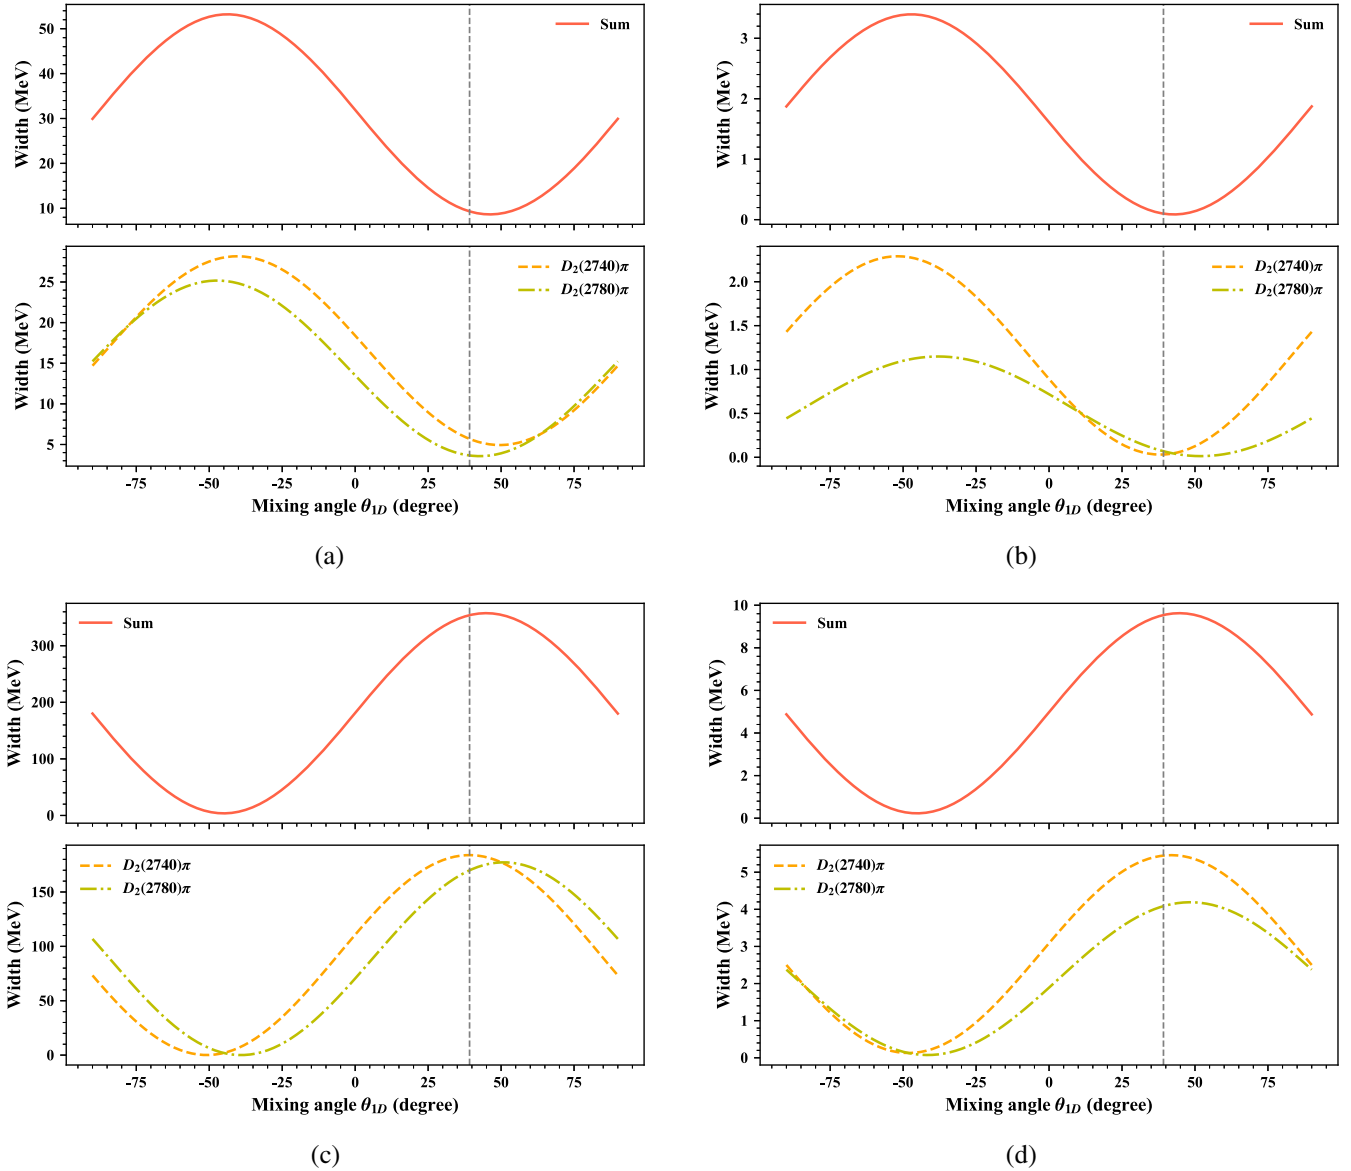 Width (MeV)
50
40
30
20
10
Sum
Width (MeV)
25
20
15
10
5
D2(2740)π
D2(2780)π
-75 -50 -25 0 25 50 75
Mixing angle θ1D (degree)
(a)
Width (MeV)
3
2
1
0
Sum
Width (MeV)
2.0
1.5
1.0
0.5
0.0
D2(2740)π
D2(2780)π
-75 -50 -25 0 25 50 75
Mixing angle θ1D (degree)
(b)
Width (MeV)
300
200
100
0
Sum
Width (MeV)
150
100
50
0
D2(2740)π
D2(2780)π
-75 -50 -25 0 25 50 75
Mixing angle θ1D (degree)
(c)
Width (MeV)
10
8
6
4
2
0
Sum
Width (MeV)
5
4
3
2
1
0
D2(2740)π
D2(2780)π
-75 -50 -25 0 25 50 75
Mixing angle θ1D (degree)
(d)